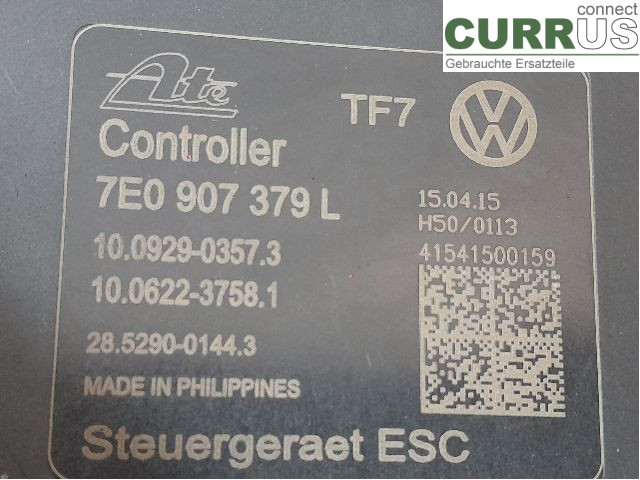 connect
CURRUS
Gebrauchte Ersatzteile
Ate
TF7
Controller
7E0 907 379 L
15.04.15
H50/0113
10.0929-0357.3
41541500159
10.0622-3758.1
28.5290-0144.3
MADE IN PHILIPPINES
Steuergeraet ESC